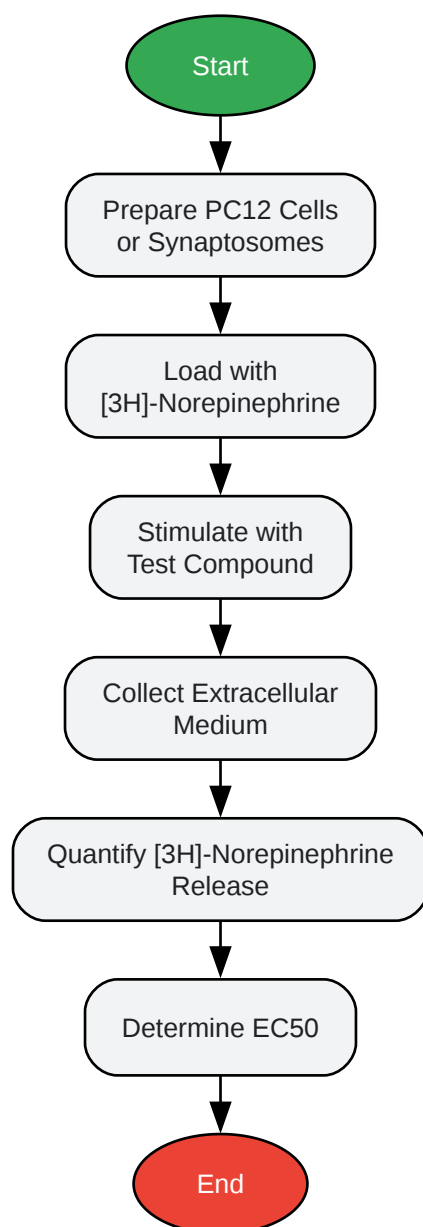 Start
Prepare PC12 Cells
or Synaptosomes
Load with
[3H]-Norepinephrine
Stimulate with
Test Compound
Collect Extracellular
Medium
Quantify [3H]-Norepinephrine
Release
Determine EC50
End